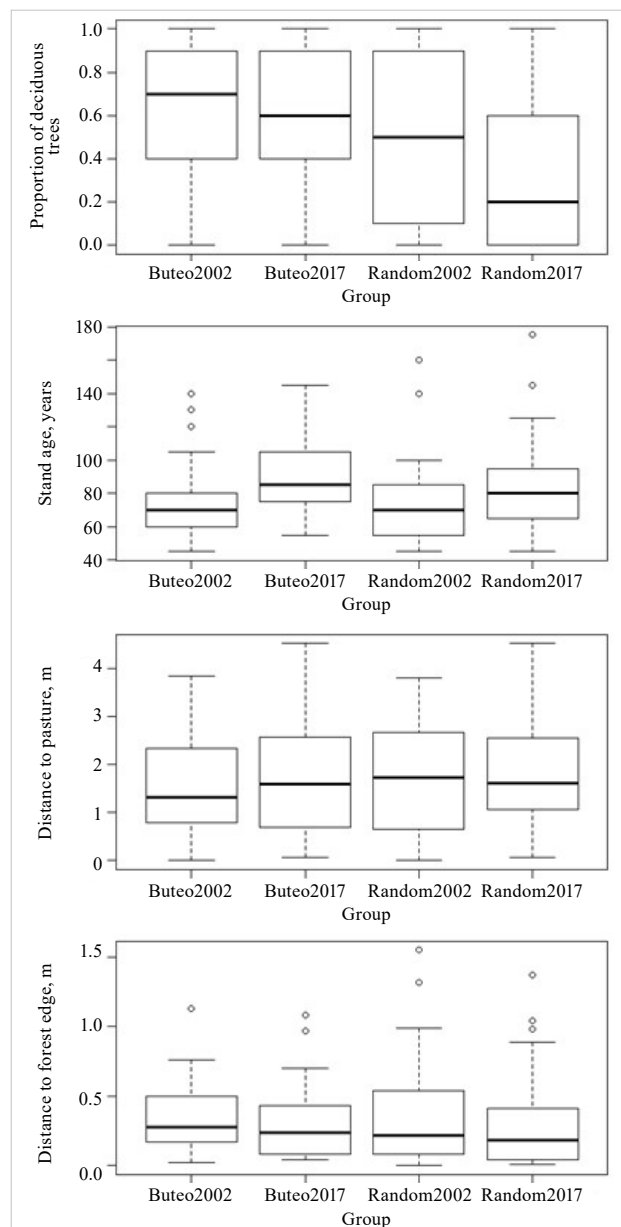 Proportion of deciduous
trees
1.0
0.8
0.6
0.4
0.2
0.0
Buteo2002 Buteo2017 Random2002 Random2017
Group
Stand age, years
180
140
100
80
60
40
Buteo2002 Buteo2017 Random2002 Random2017
Group
Distance to pasture, m
4
3
2
1
0
Buteo2002 Buteo2017 Random2002 Random2017
Group
Distance to forest edge, m
1.5
1.0
0.5
0.0
Buteo2002 Buteo2017 Random2002 Random2017
Group